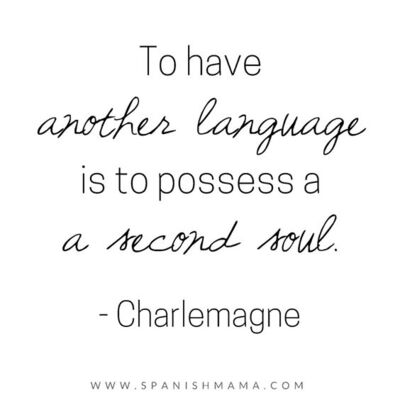 To have
another language
is to possess a
a second soul.
- Charlemagne
WWW.SPANISHMAMA.COM